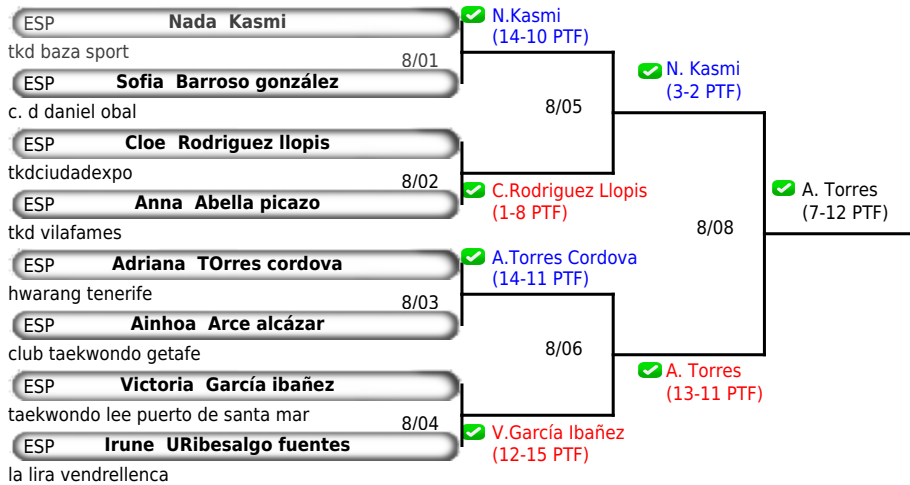 ESP Nada Kasmi
tkd baza sport
8/01
ESP Sofia Barroso gonzález
c. d daniel obal
ESP Cloe Rodriguez llopis
tkdciudadexpo
8/02
ESP Anna Abella picazo
tkd vilafames
ESP Adriana TOrres cordova
hwarang tenerife
8/03
ESP Ainhoa Arce alcázar
club taekwondo getafe
ESP Victoria García ibañez
taekwondo lee puerto de santa mar
8/04
ESP Irune URibesalgo fuentes
la lira vendrellenca
N.Kasmi
(14-10 PTF)
8/05
C.Rodriguez Llopis
(1-8 PTF)
A.Torres Cordova
(14-11 PTF)
8/06
V.García Ibañez
(12-15 PTF)
N. Kasmi
(3-2 PTF)
8/08
A. Torres
(13-11 PTF)
A. Torres
(7-12 PTF)